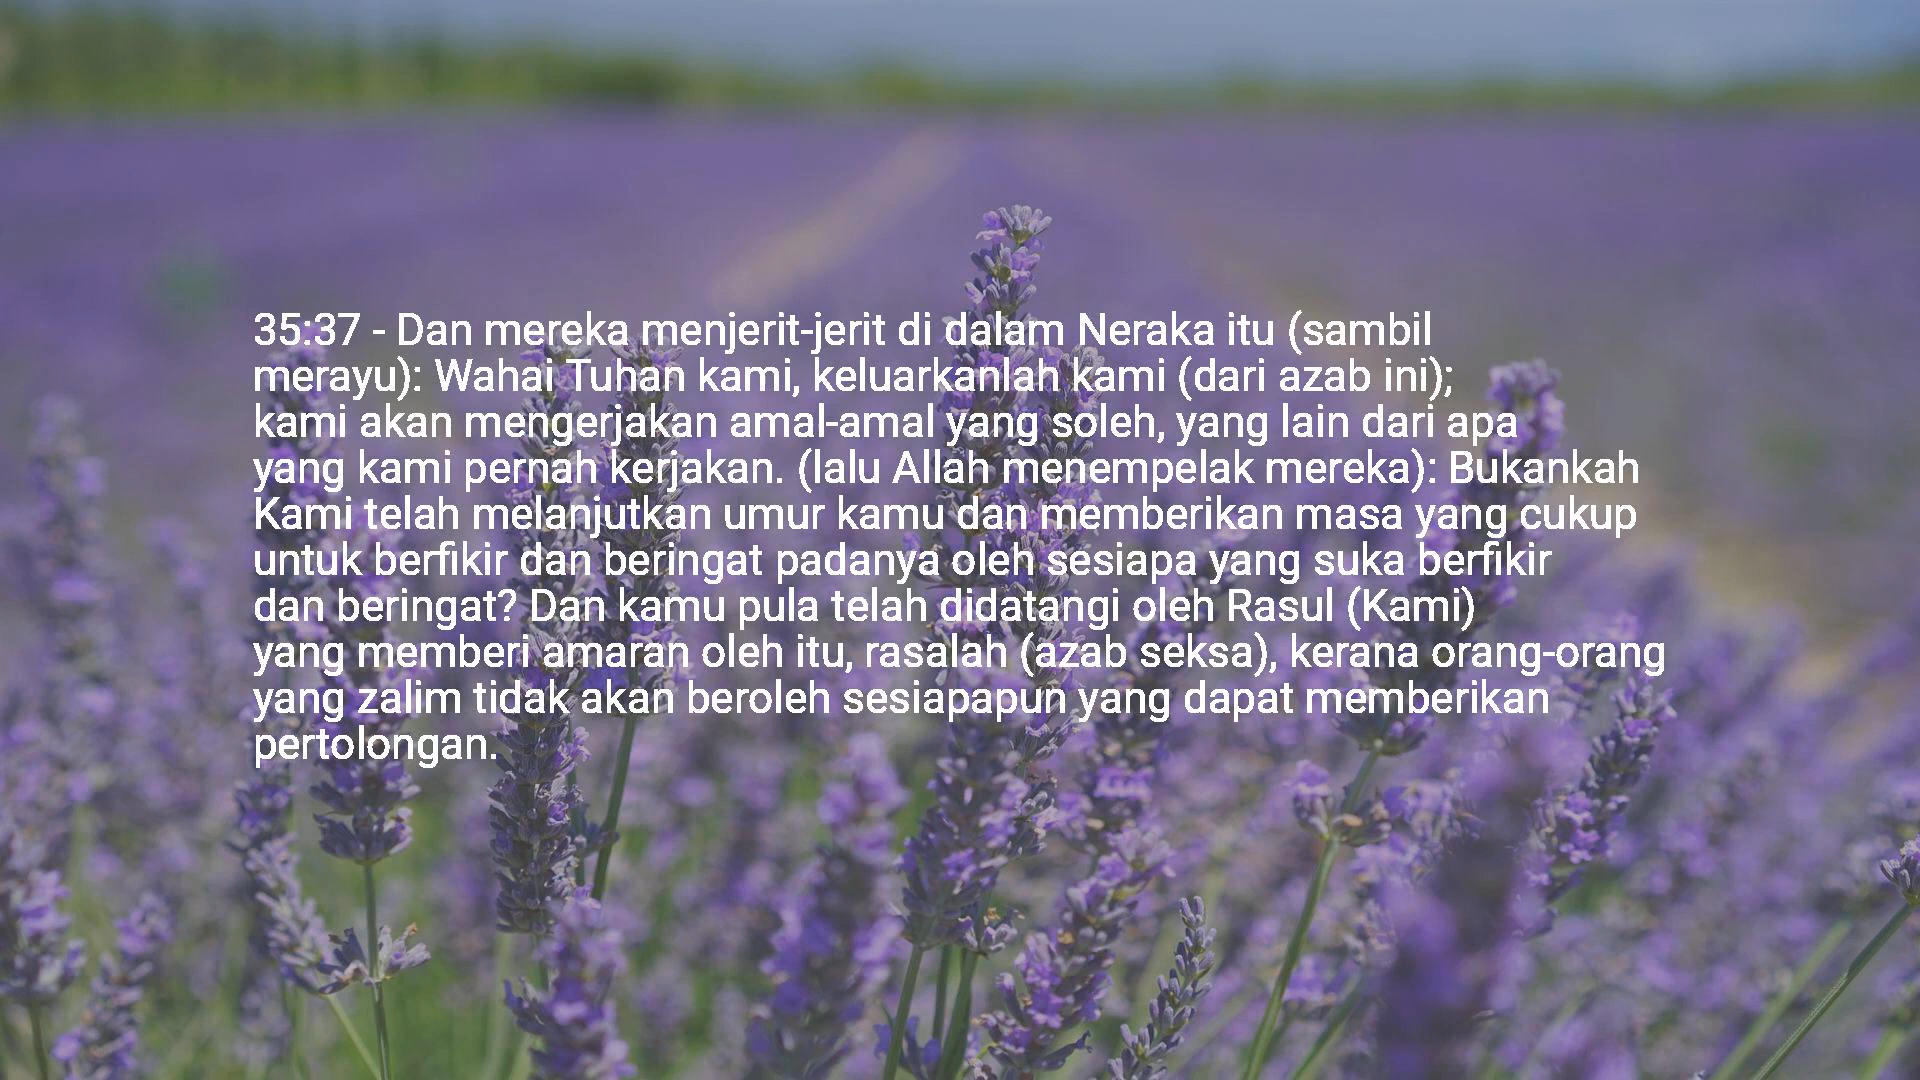 35:37 - Dan mereka menjerit-jerit di dalam Neraka itu (sambil
merayu): Wahai Tuhan kami, keluarkanlah kami (dari azab ini);
kami akan mengerjakan amal-amal yang soleh, yang lain dari apa
yang kami pernah kerjakan. (lalu Allah menempelak mereka): Bukankah
Kami telah melanjutkan umur kamu dan memberikan masa yang cukup
untuk berfikir dan beringat padanya oleh sesiapa yang suka berfikir
dan beringat? Dan kamu pula telah didatangi oleh Rasul (Kami)
yang memberi amaran oleh itu, rasalah (azab seksa), kerana orang-orang
yang zalim tidak akan beroleh sesiapapun yang dapat memberikan
pertolongan.